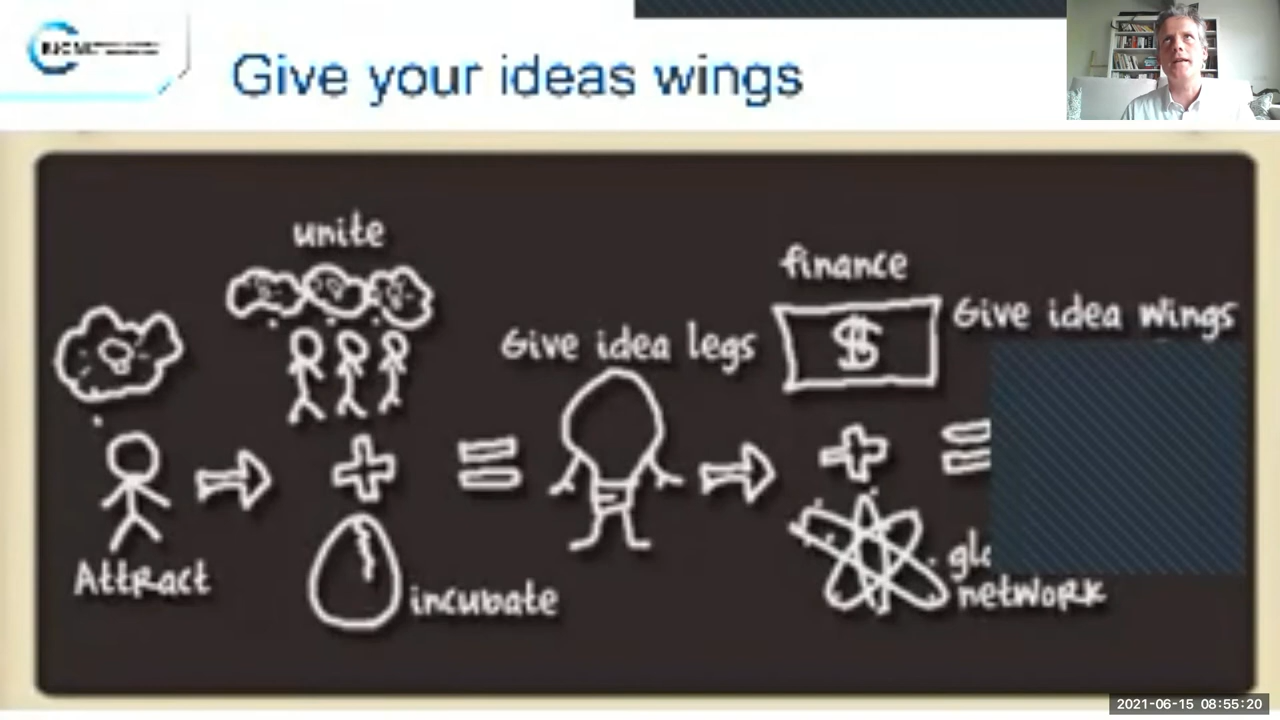 Give your ideas wings
unite
finance
Give idea wings
Give idea legs
$
Attract
incubate
network
2021-06-15 08:55:20